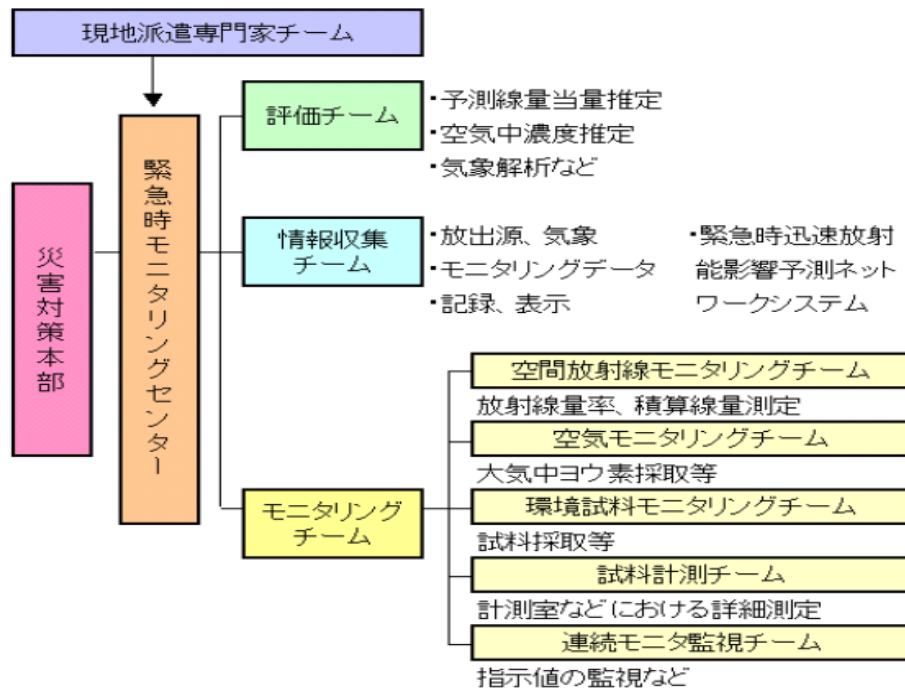 現地派遣専門家チーム
災害対策本部
緊急時モニタリングセンター
評価チーム
・予測線量当量推定
・空気中濃度推定
・気象解析など
情報収集
チーム
・放出源、気象
・モニタリングデータ
・記録、表示
・緊急時迅速放射
能影響予測ネット
ワークシステム
モニタリング
チーム
空間放射線モニタリングチーム
放射線量率、積算線量測定
空気モニタリングチーム
大気中ヨウ素採取等
環境試料モニタリングチーム
試料採取等
試料計測チーム
計測室などにおける詳細測定
連続モニタ監視チーム
指示値の監視など